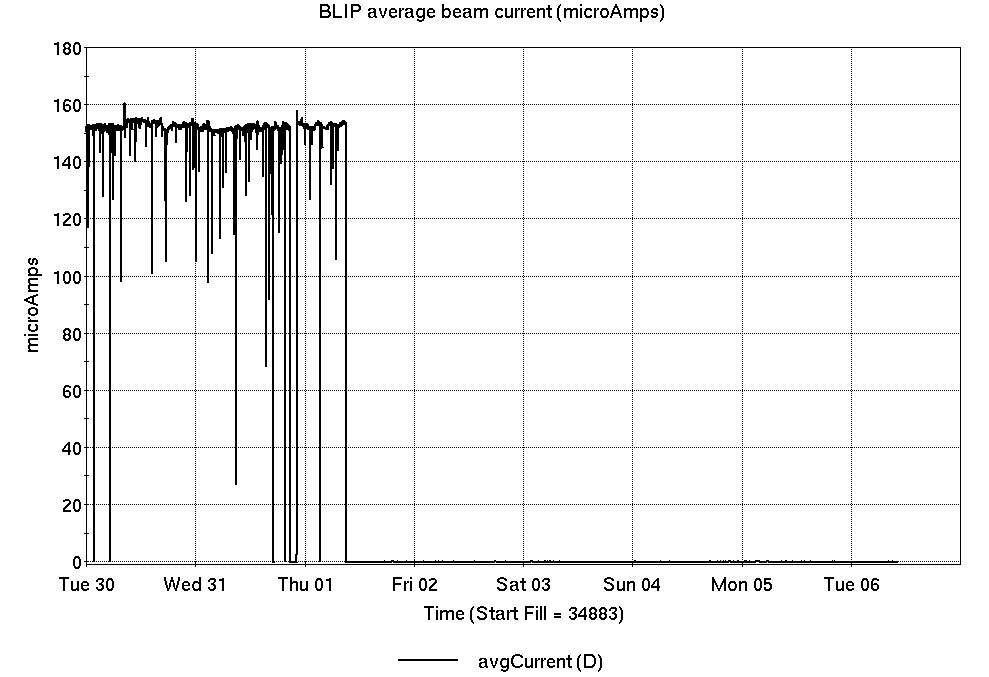 BLIP average beam current (microAmps)
180
160
140
120
100
80
60
40
20
0
microAmps
Tue 30 Wed 31 Thu 01 Fri 02 Sat 03 Sun 04 Mon 05 Tue 06
Time (Start Fill = 34883)
avgCurrent (D)